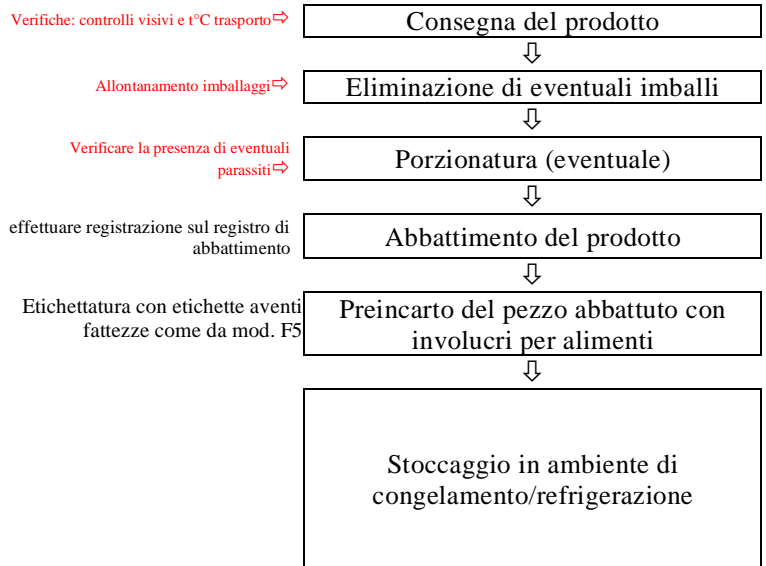 Verifiche: controlli visivi e t°C trasporto⇨
Consegna del prodotto
⇩
Allontanamento imballaggi⇨
Eliminazione di eventuali imballi
⇩
Verificare la presenza di eventuali
parassiti⇨
Porzionatura (eventuale)
⇩
effettuare registrazione sul registro di
abbattimento
Abbattimento del prodotto
⇩
Etichettatura con etichette aventi
fattezze come da mod. F5
Preincarto del pezzo abbattuto con
involucri per alimenti
⇩
Stoccaggio in ambiente di
congelamento/refrigerazione